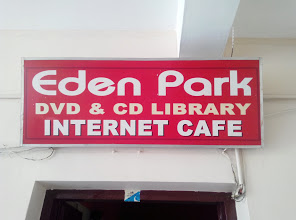 Eden Park
DVD & CD LIBRARY
INTERNET CAFE